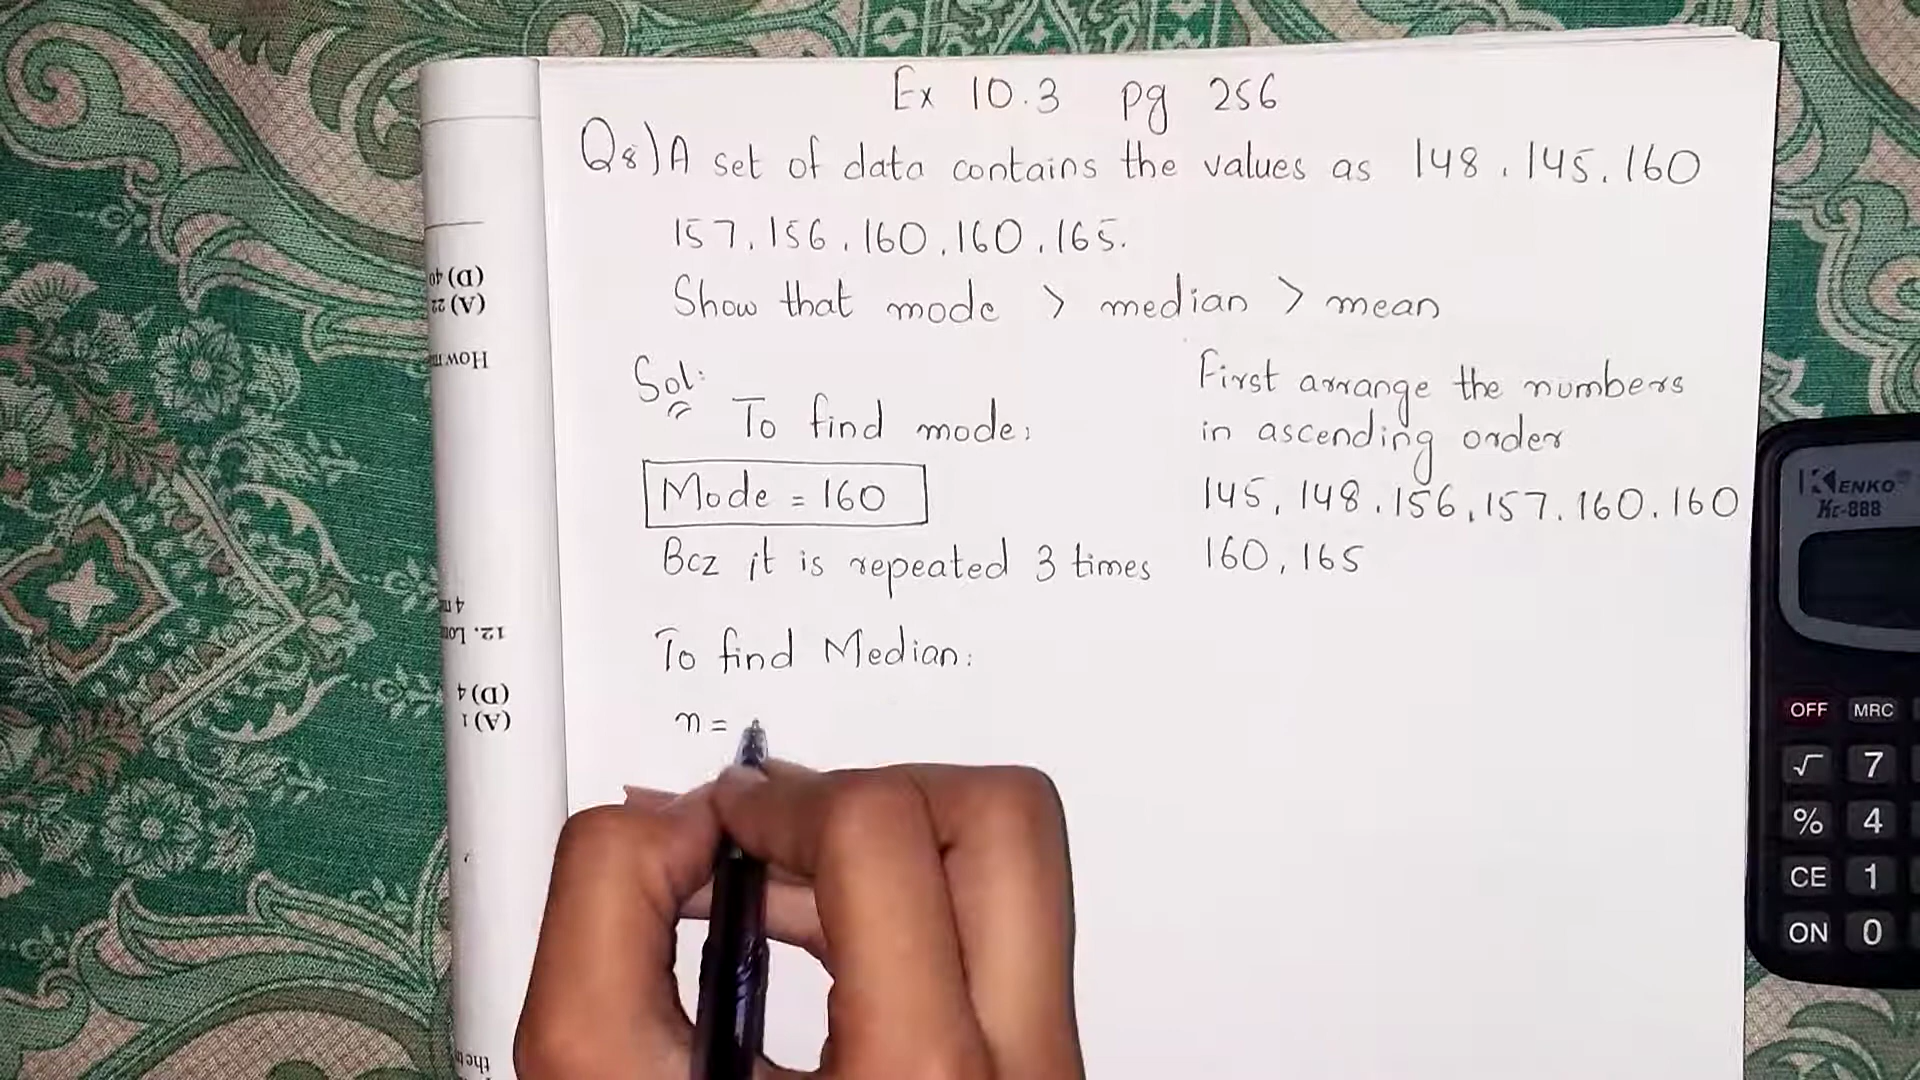 Ex 10.3 pg 256
Q8) A set of data contains the values as 148, 145, 160
157, 156, 160, 160, 165.
Show that mode > median > mean
Sol:
To find mode:
Mode = 160
Bcz it is repeated 3 times
First arrange the numbers
in ascending order
145, 148, 156, 157, 160, 160
160, 165
To find Median:
n =
(D) 40
(A) 22
How
12.
(D) 4
(A) 1
KENKO
Kc-888
OFF MRC
√ 7
% 4
CE 1
ON 0